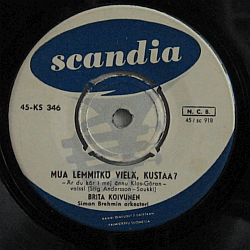 scandia
45-KS 346
N. C. B.
45/sc 918
MUA LEMMITKÖ VIELÄ, KUSTAA?
-Är du kär i mej ännu Klas-Göran-
valssi (Stig Andersson - Saukki)
BRITA KOIVUNEN
Simon Brehmin orkesteri